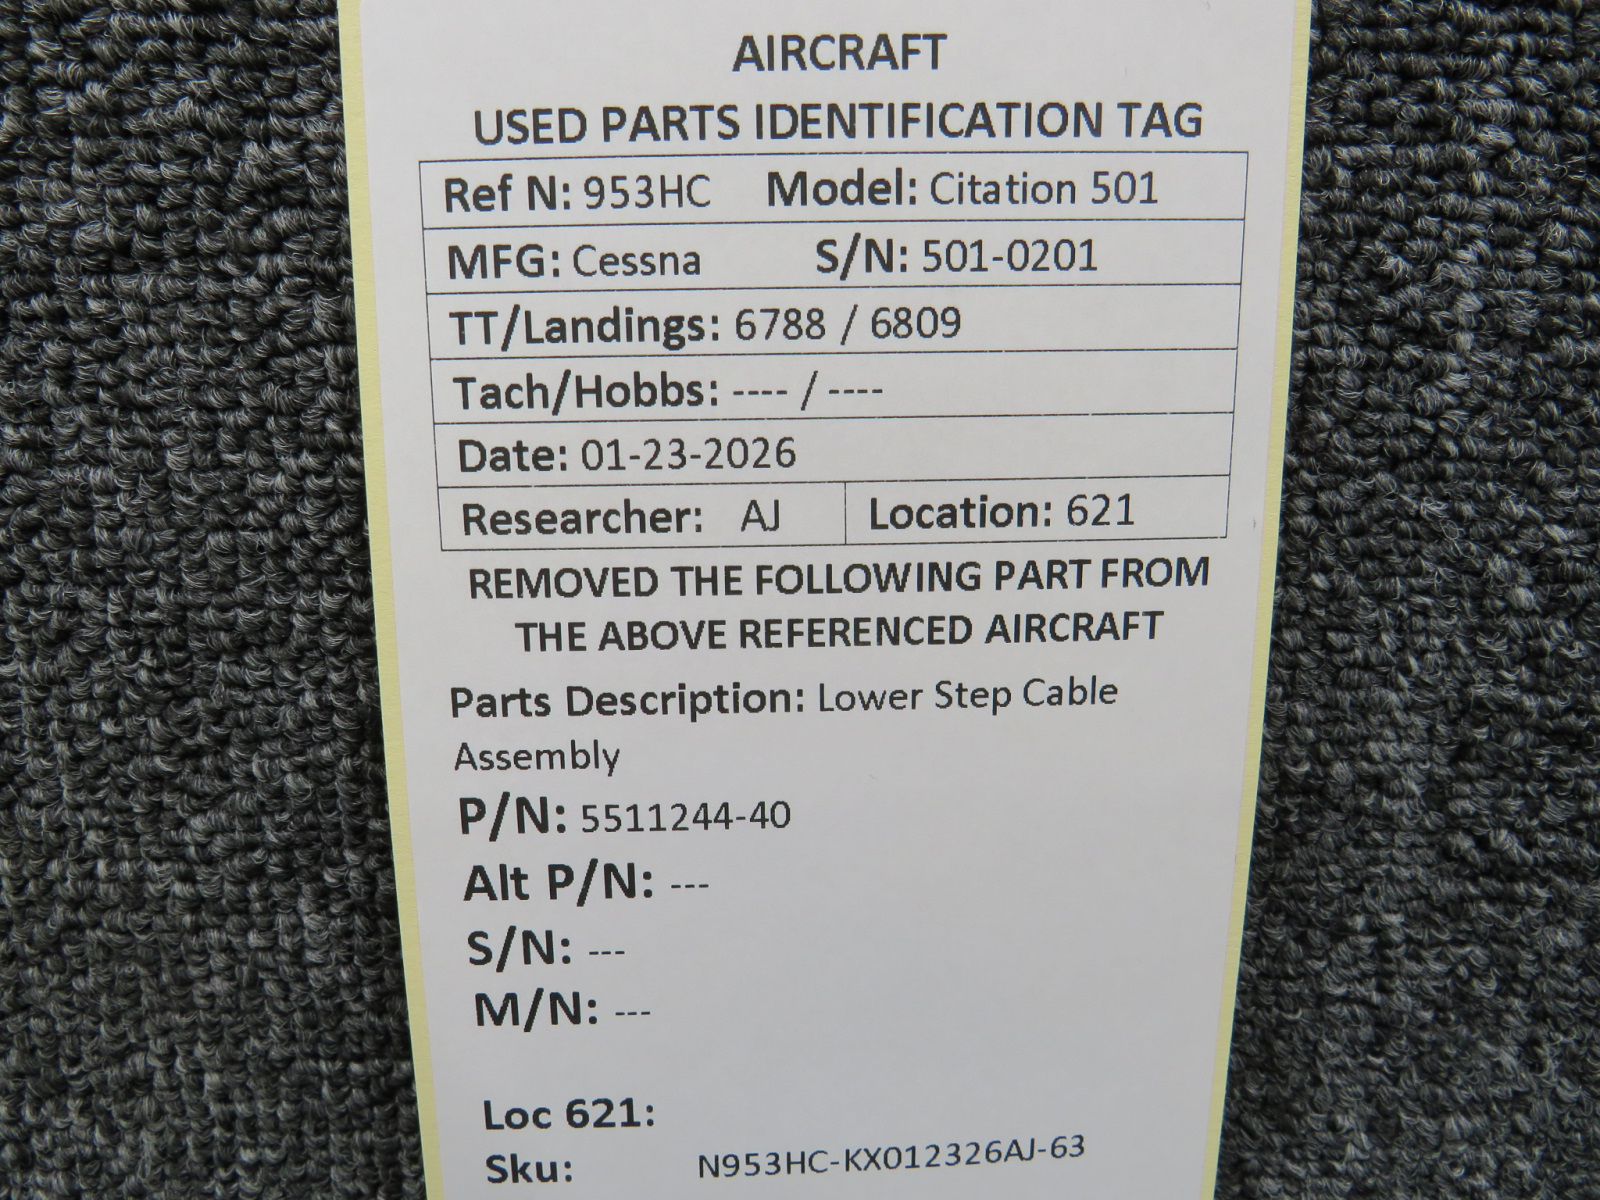 AIRCRAFT
USED PARTS IDENTIFICATION TAG
Ref N: 953HC Model: Citation 501
MFG: Cessna S/N: 501-0201
TT/Landings: 6788 / 6809
Tach/Hobbs: ---- / ----
Date: 01-23-2026
Researcher: AJ Location: 621
REMOVED THE FOLLOWING PART FROM
THE ABOVE REFERENCED AIRCRAFT
Parts Description: Lower Step Cable
Assembly
P/N: 5511244-40
Alt P/N: ---
S/N: ---
M/N: ---
Loc 621:
Sku: N953HC-KX012326AJ-63